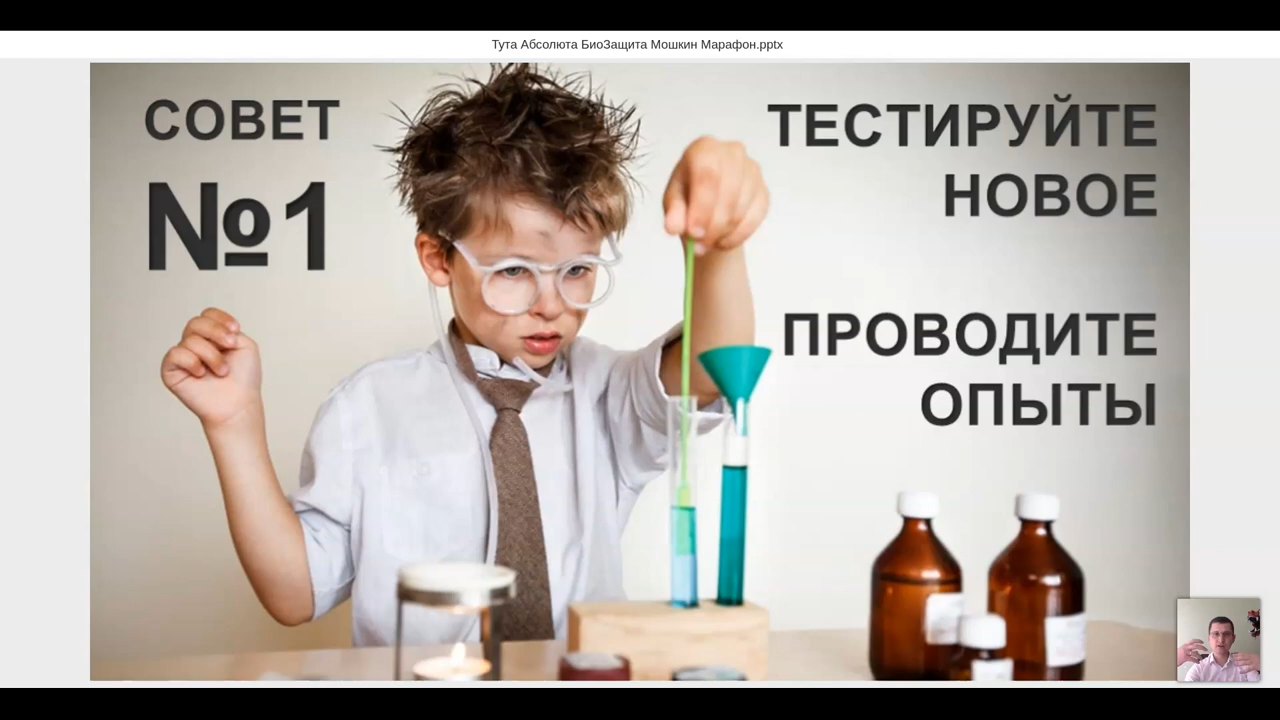 Тута Абсолюта БиоЗащита Мошкин Марафон.pptx
СОВЕТ
№1
ТЕСТИРУЙТЕ
НОВОЕ
ПРОВОДИТЕ
ОПЫТЫ